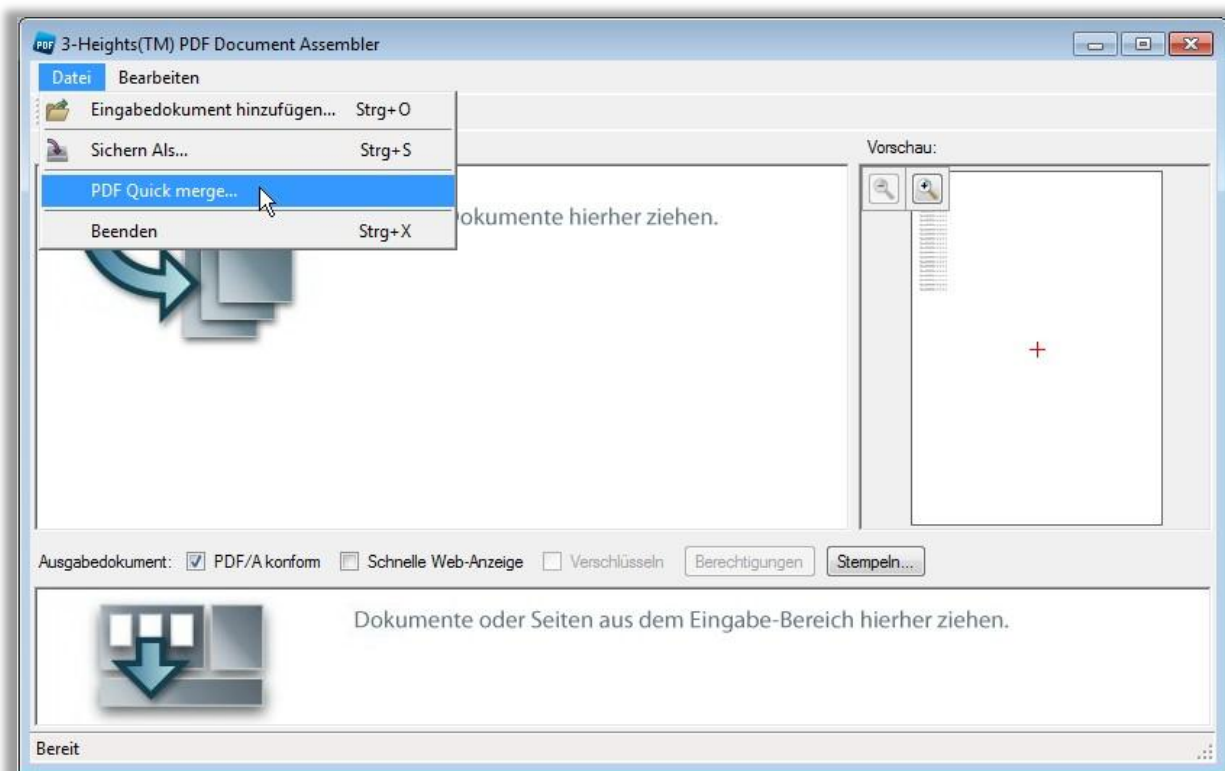 PDF 3-Heights(TM) PDF Document Assembler
Datei Bearbeiten
Eingabedokument hinzufügen... Strg+O
Sichern Als... Strg+S
PDF Quick merge...
Beenden Strg+X
Vorschau:
okumente hierher ziehen.
Ausgabedokument: PDF/A konform Schnelle Web-Anzeige Verschlüsseln Berechtigungen Stempeln...
Dokumente oder Seiten aus dem Eingabe-Bereich hierher ziehen.
Bereit